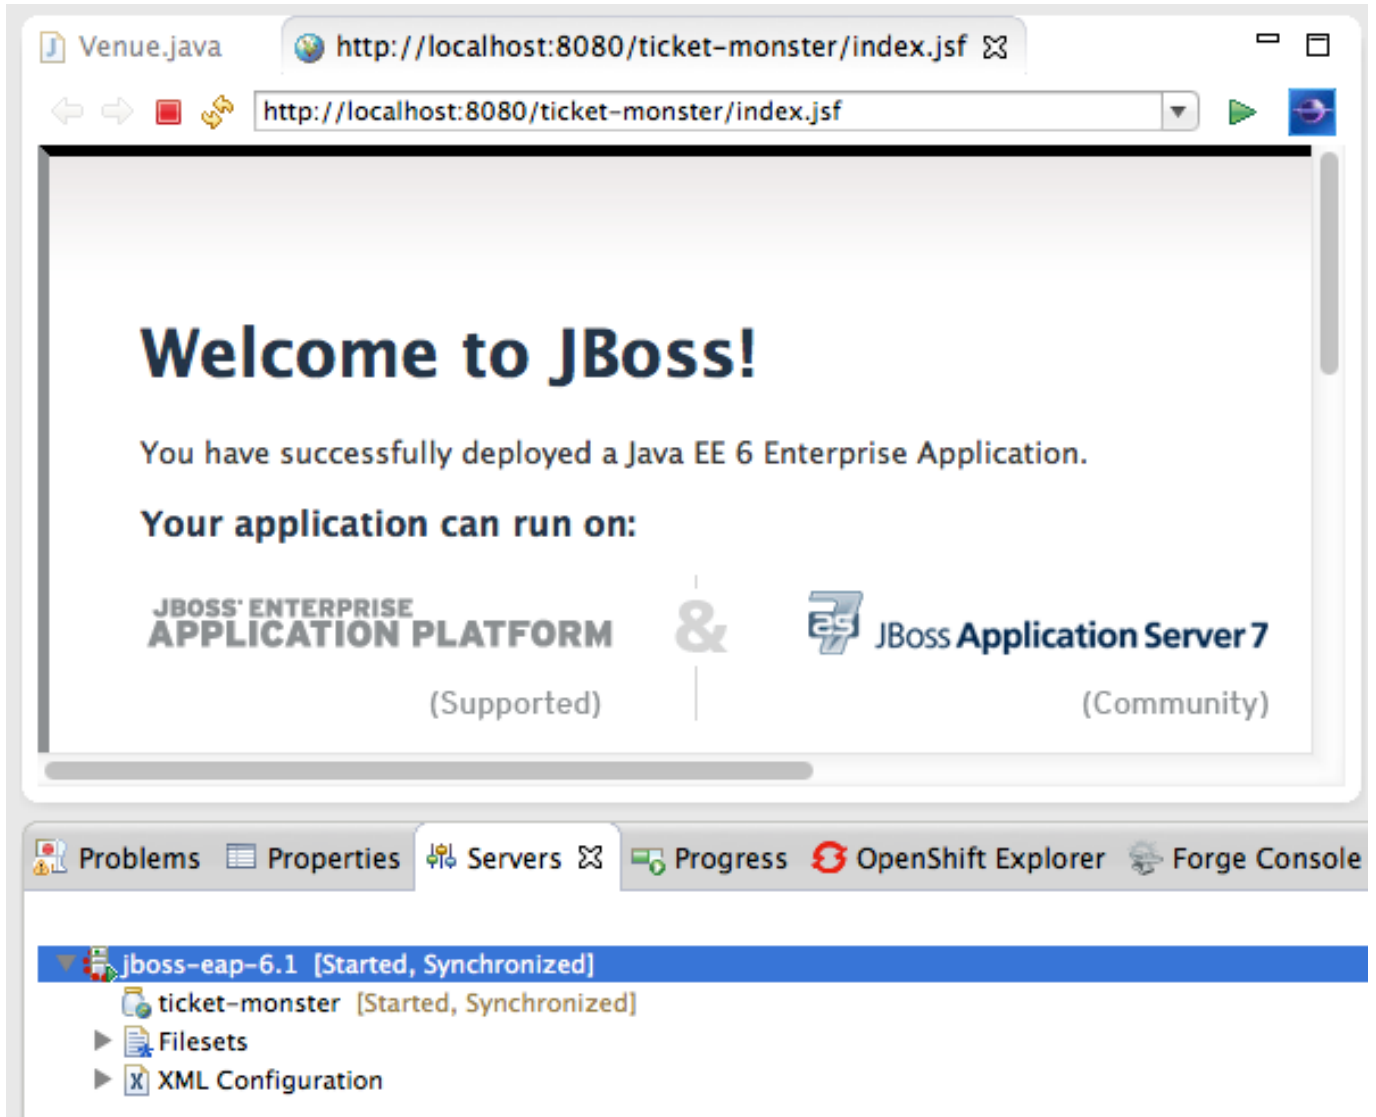 Venue.java http://localhost:8080/ticket-monster/index.jsf
http://localhost:8080/ticket-monster/index.jsf
Welcome to JBoss!
You have successfully deployed a Java EE 6 Enterprise Application.
Your application can run on:
JBOSS® ENTERPRISE
APPLICATION PLATFORM & as 7 JBoss Application Server 7
(Supported) (Community)
Problems Properties Servers Progress OpenShift Explorer Forge Console
jboss-eap-6.1 [Started, Synchronized]
ticket-monster [Started, Synchronized]
Filesets
XML Configuration